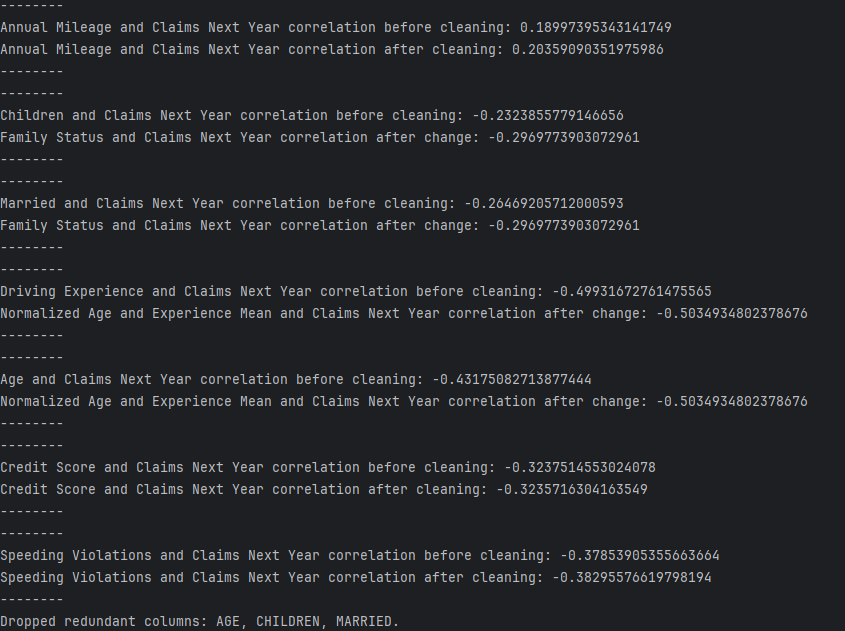 --------
Annual Mileage and Claims Next Year correlation before cleaning: 0.18997395343141749
Annual Mileage and Claims Next Year correlation after cleaning: 0.20359090351975986
--------
--------
Children and Claims Next Year correlation before cleaning: -0.2323855779146656
Family Status and Claims Next Year correlation after change: -0.2969773903072961
--------
--------
Married and Claims Next Year correlation before cleaning: -0.26469205712000593
Family Status and Claims Next Year correlation after change: -0.2969773903072961
--------
--------
Driving Experience and Claims Next Year correlation before cleaning: -0.49931672761475565
Normalized Age and Experience Mean and Claims Next Year correlation after change: -0.5034934802378676
--------
--------
Age and Claims Next Year correlation before cleaning: -0.43175082713877444
Normalized Age and Experience Mean and Claims Next Year correlation after change: -0.5034934802378676
--------
--------
Credit Score and Claims Next Year correlation before cleaning: -0.3237514553024078
Credit Score and Claims Next Year correlation after cleaning: -0.3235716304163549
--------
--------
Speeding Violations and Claims Next Year correlation before cleaning: -0.37853905355663664
Speeding Violations and Claims Next Year correlation after cleaning: -0.38295576619798194
--------
Dropped redundant columns: AGE, CHILDREN, MARRIED.